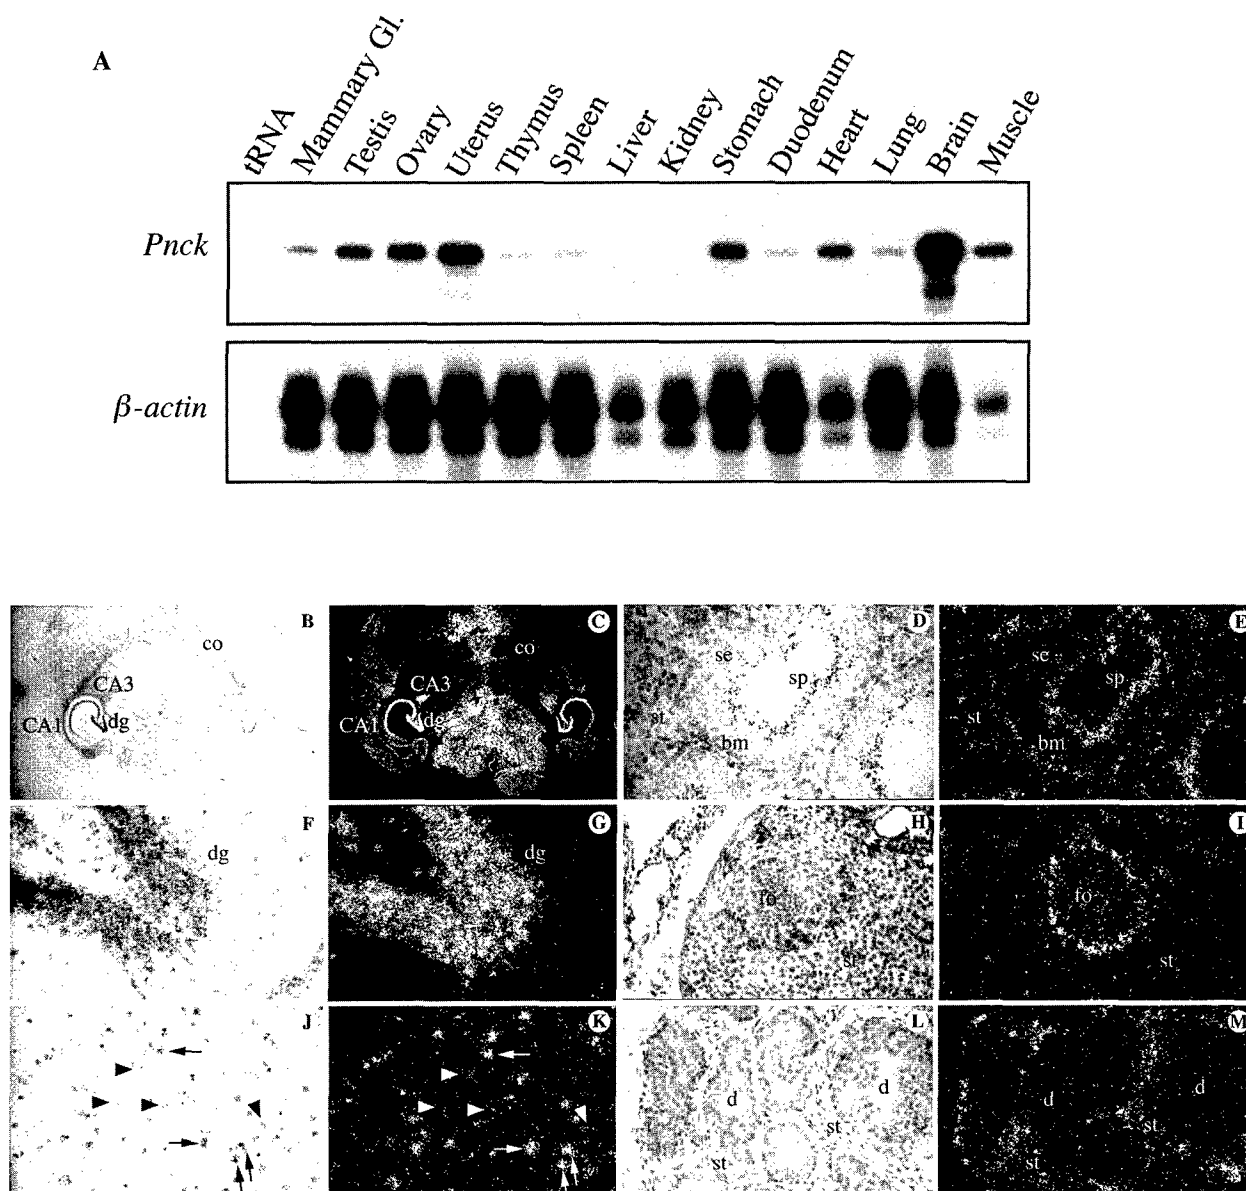 A
tRNA
Mammary Gl.
Testis
Ovary
Uterus
Thymus
Spleen
Liver
Kidney
Stomach
Duodenum
Heart
Lung
Brain
Muscle
Pnck
β-actin
B
co
CA3
CA1
dg
C
co
CA3
CA1
dg
D
se
sp
st
bm
E
se
sp
st
bm
F
dg
G
dg
H
fo
st
I
fo
st
J
K
L
d
d
st
st
M
d
d
st
st